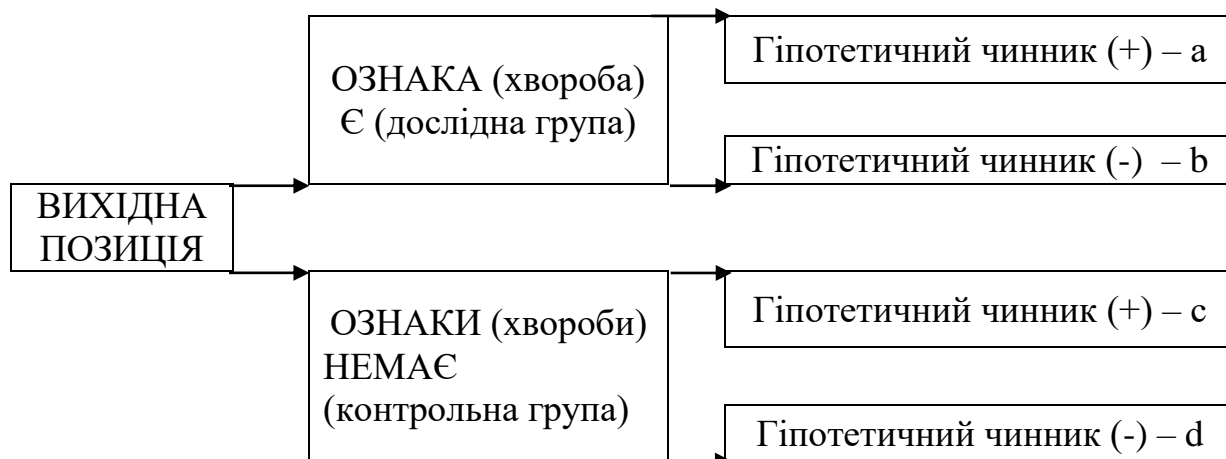 ВИХІДНА
ПОЗИЦІЯ
ОЗНАКА (хвороба)
Є (дослідна група)
Гіпотетичний чинник (+) – a
Гіпотетичний чинник (-) – b
ОЗНАКИ (хвороби)
НЕМАЄ
(контрольна група)
Гіпотетичний чинник (+) – c
Гіпотетичний чинник (-) – d